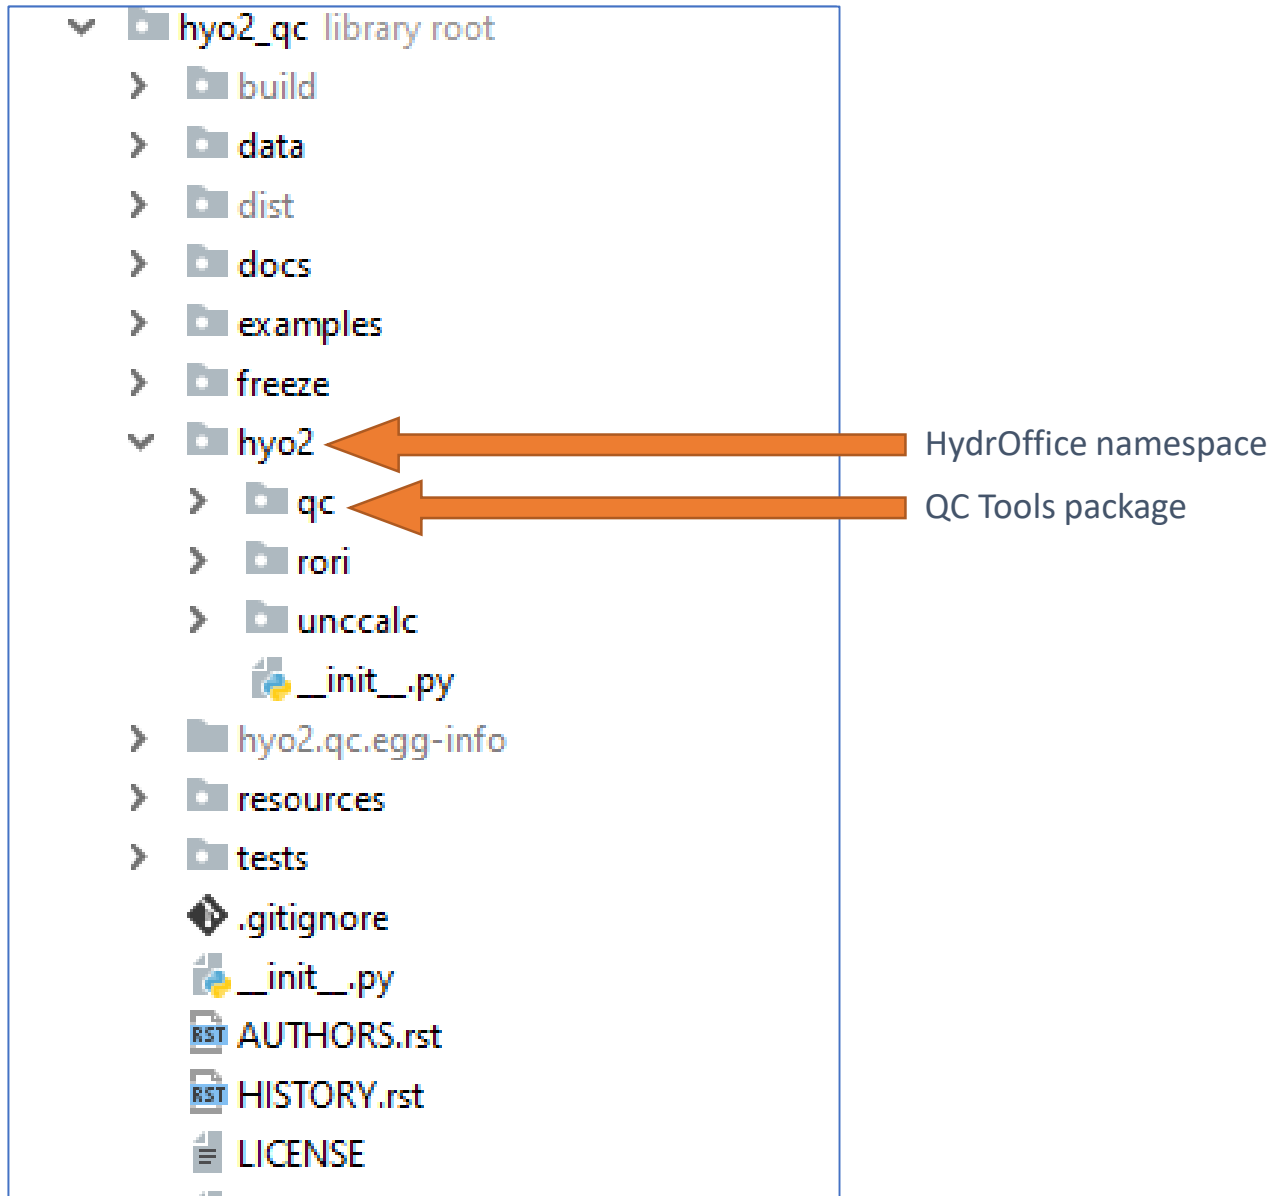 hyo2_qc library root
build
data
dist
docs
examples
freeze
hyo2
HydrOffice namespace
qc
QC Tools package
rori
unccalc
__init__.py
hyo2.qc.egg-info
resources
tests
.gitignore
__init__.py
RST AUTHORS.rst
RST HISTORY.rst
LICENSE